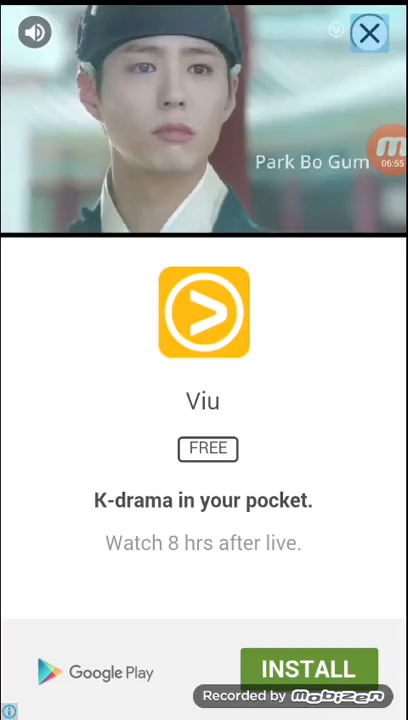 Park Bo Gum
06:55
Viu
FREE
K-drama in your pocket.
Watch 8 hrs after live.
Google Play
INSTALL
Recorded by mobizen